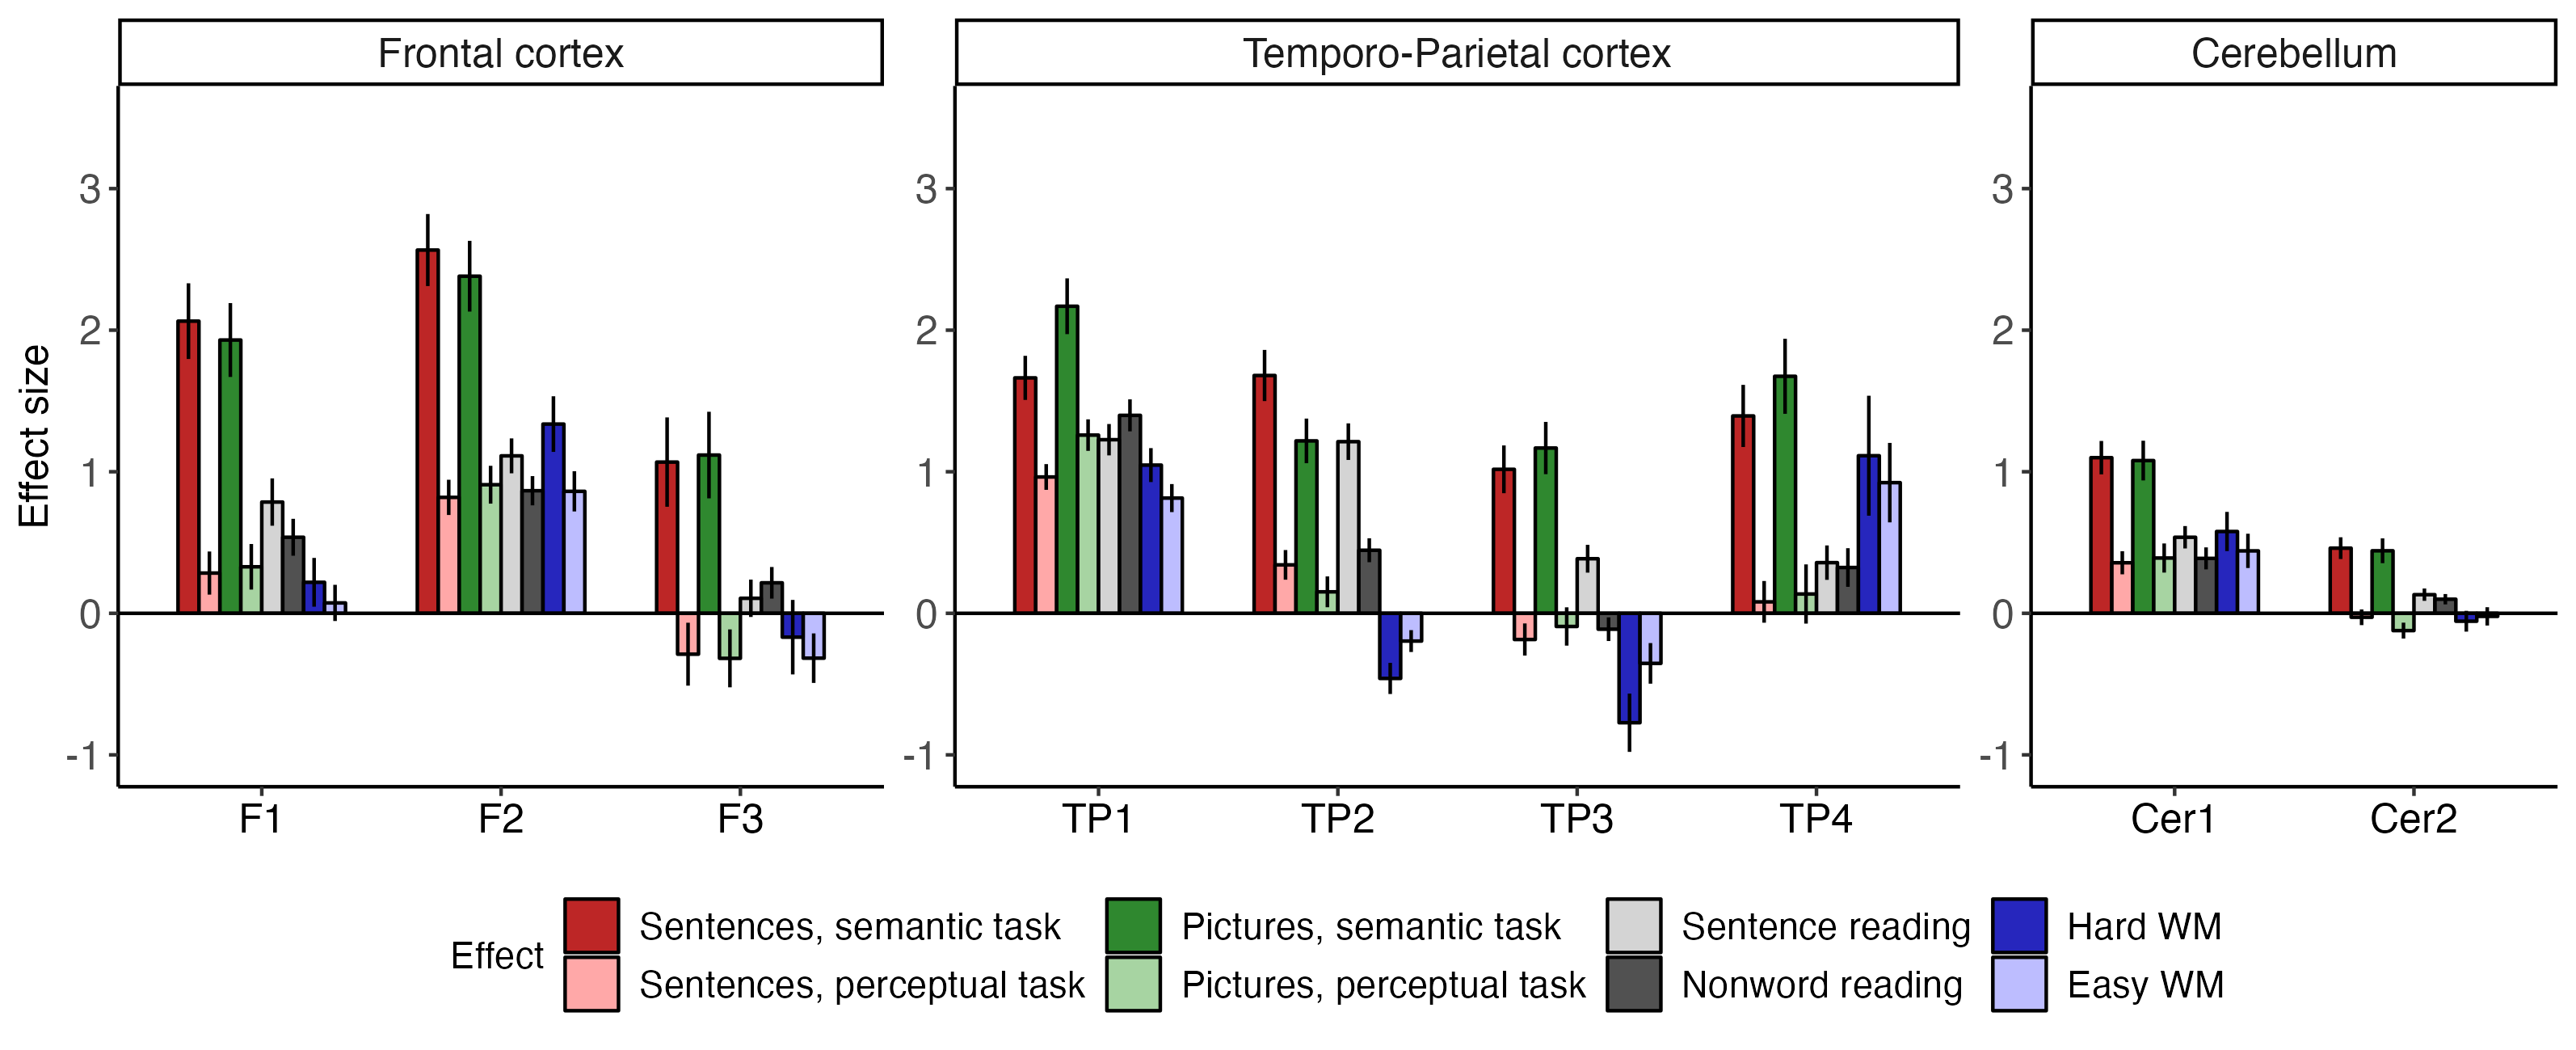 Frontal cortex
Temporo-Parietal cortex
Cerebellum
Effect size
3
2
1
0
-1
3
2
1
0
-1
3
2
1
0
-1
F1 F2 F3
TP1 TP2 TP3 TP4
Cer1 Cer2
Effect
Sentences, semantic task
Pictures, semantic task
Sentence reading
Hard WM
Sentences, perceptual task
Pictures, perceptual task
Nonword reading
Easy WM